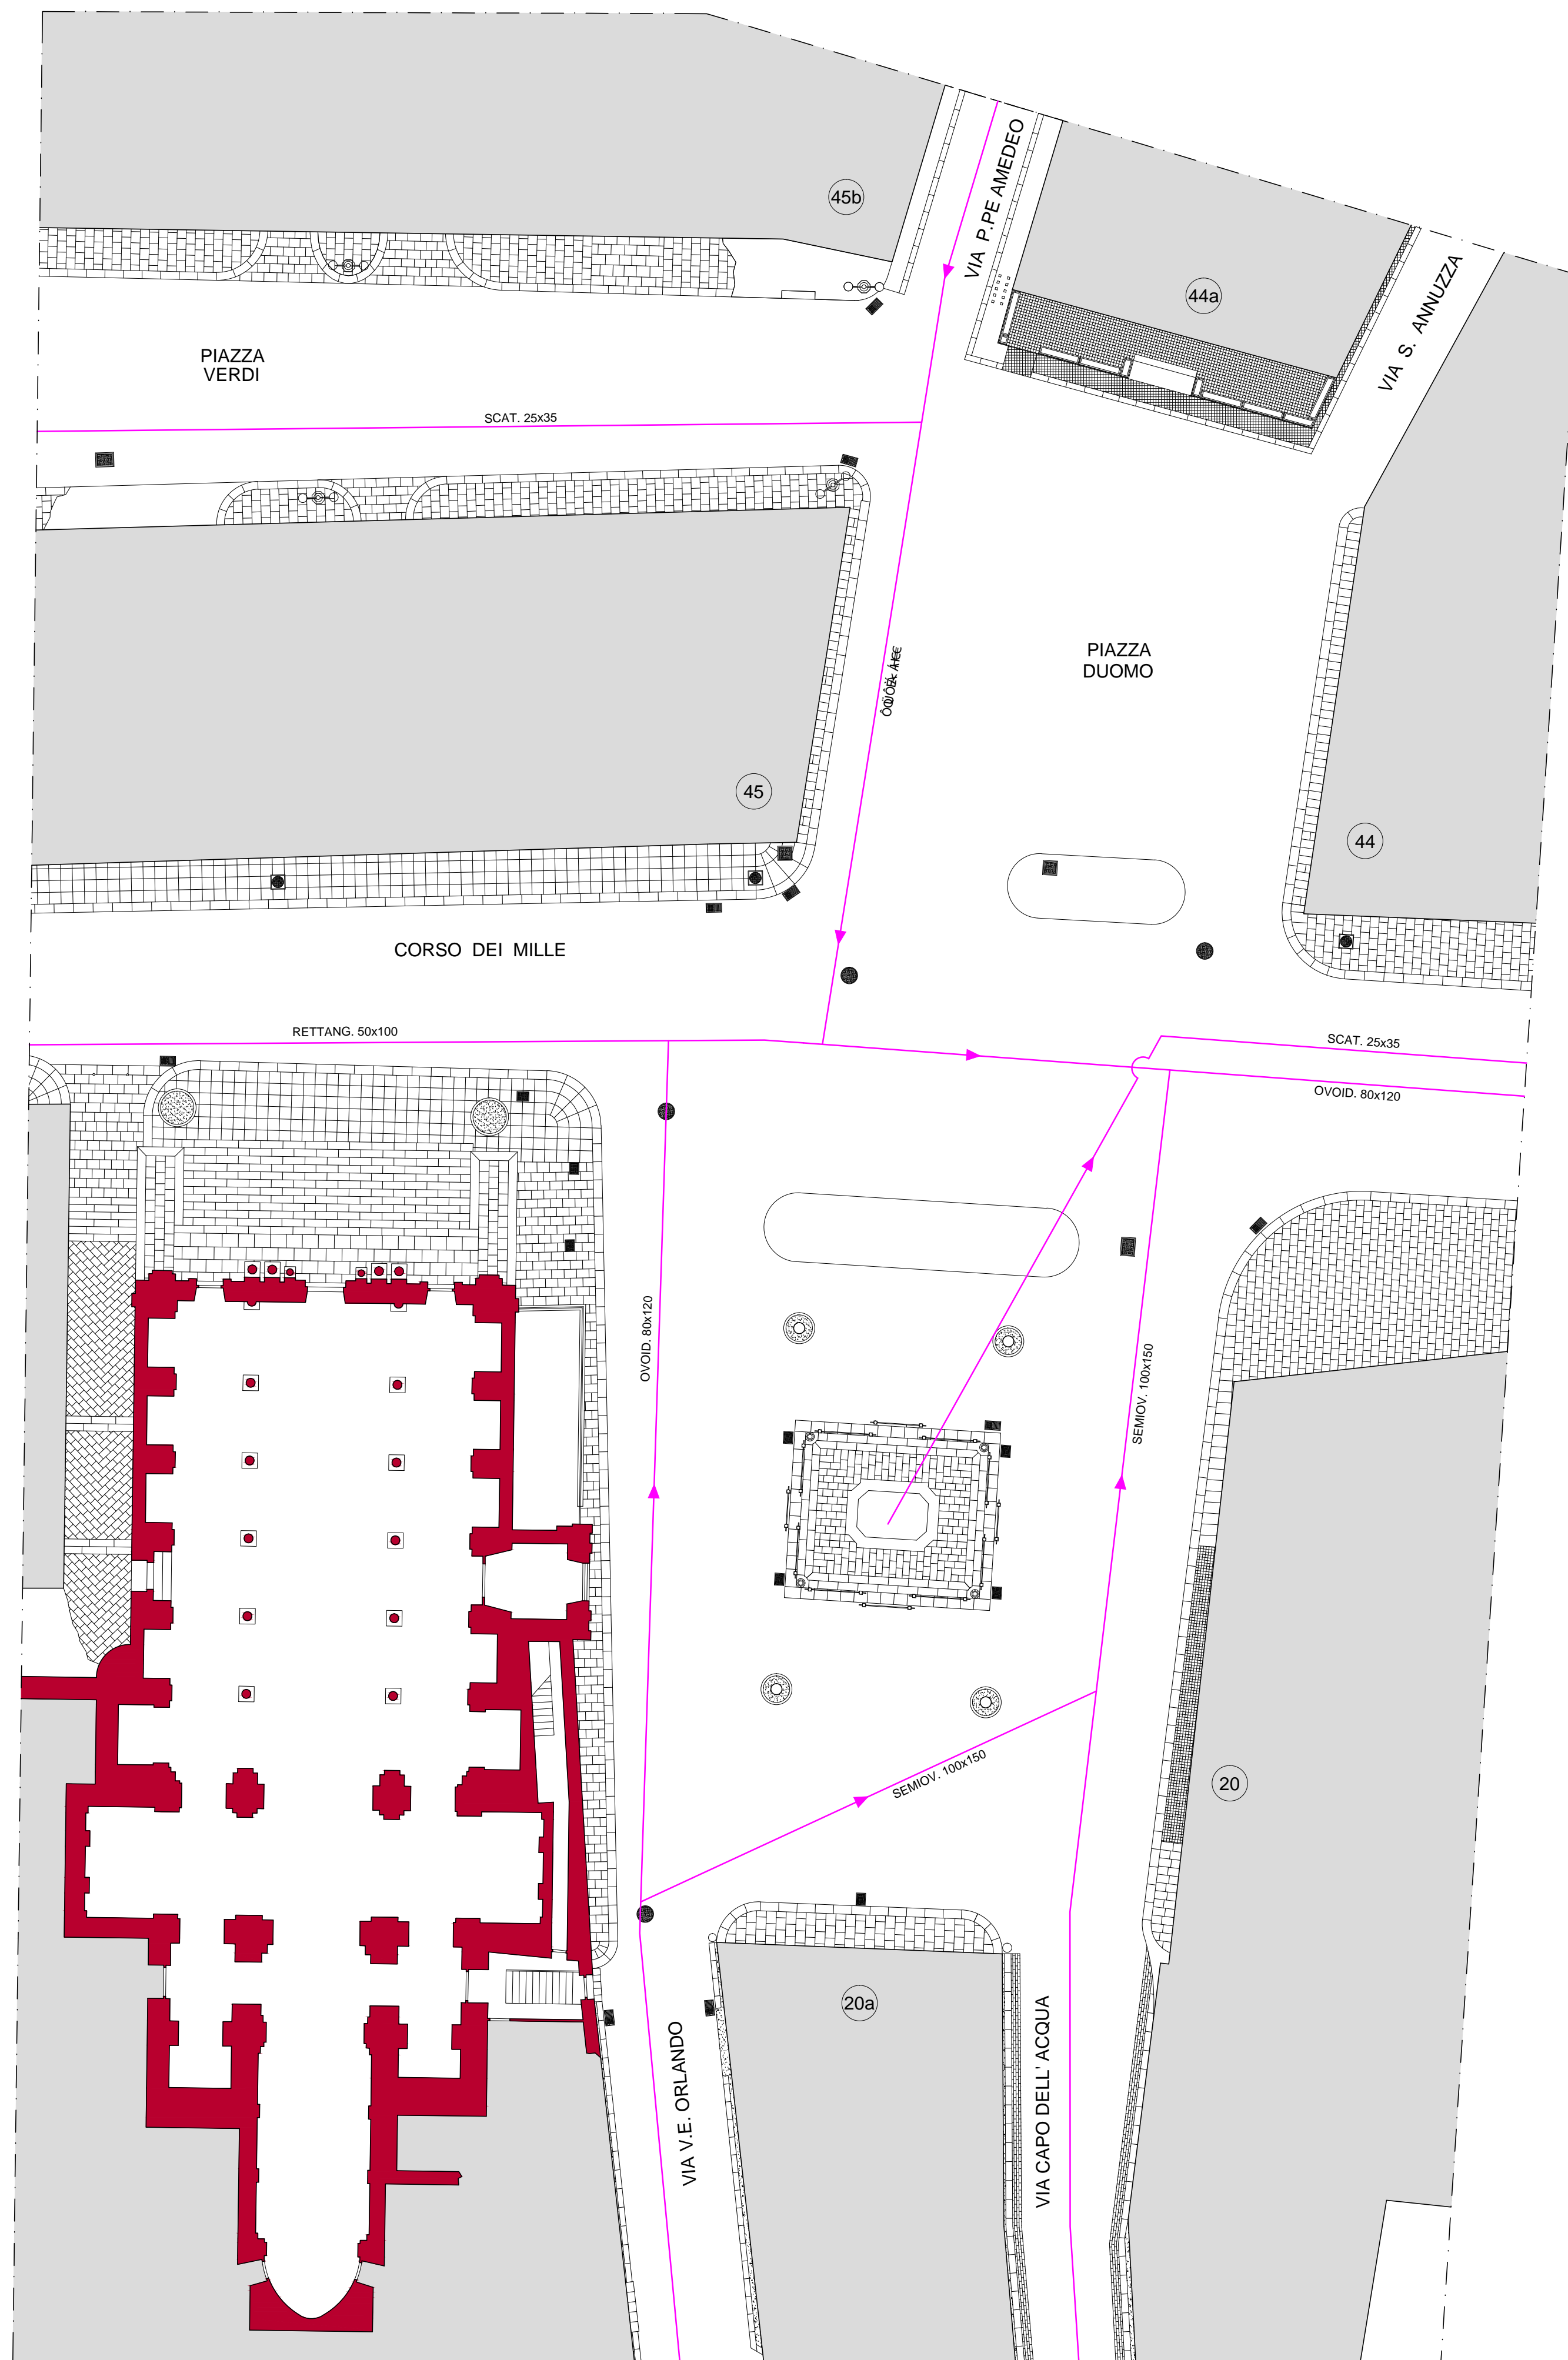 45b
VIA P.PE AMEDEO
44a
VIA S. ANNUZZA
PIAZZA
VERDI
SCAT. 25x35
PIAZZA
DUOMO
45
44
CORSO DEI MILLE
RETTANG. 50x100
SCAT. 25x35
OVOID. 80x120
OVOID. 80x120
SEMIOV. 100x150
SEMIOV. 100x150
20
20a
VIA V.E. ORLANDO
VIA CAPO DELL' ACQUA